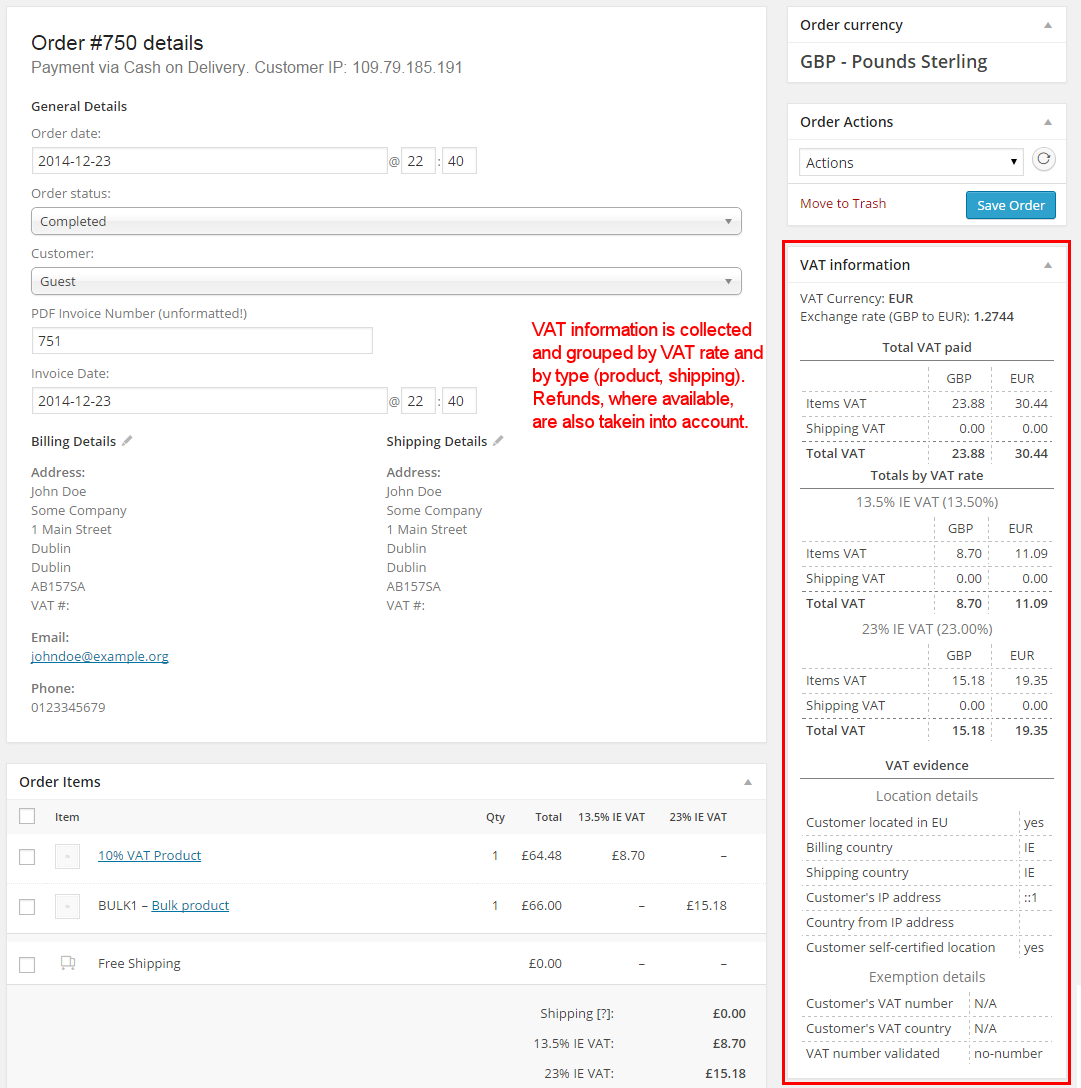 Order #750 details
Payment via Cash on Delivery. Customer IP: 109.79.185.191
General Details
Order date:
2014-12-23 @ 22 : 40
Order status:
Completed
Customer:
Guest
PDF Invoice Number (unformatted!)
751
Invoice Date:
2014-12-23 @ 22 : 40
VAT information is collected
and grouped by VAT rate and
by type (product, shipping).
Refunds, where available,
are also takein into account.
Billing Details
Address:
John Doe
Some Company
1 Main Street
Dublin
Dublin
AB157SA
VAT #:
Email:
johndoe@example.org
Phone:
0123345679
Shipping Details
Address:
John Doe
Some Company
1 Main Street
Dublin
Dublin
AB157SA
VAT #:
Order Items
Item Qty Total 13.5% IE VAT 23% IE VAT
10% VAT Product 1 £64.48 £8.70 –
BULK1 – Bulk product 1 £66.00 – £15.18
Free Shipping £0.00 – –
Shipping [?]: £0.00
13.5% IE VAT: £8.70
23% IE VAT: £15.18
Order currency
GBP - Pounds Sterling
Order Actions
Actions
Move to Trash Save Order
VAT information
VAT Currency: EUR
Exchange rate (GBP to EUR): 1.2744
Total VAT paid
GBP EUR
Items VAT 23.88 30.44
Shipping VAT 0.00 0.00
Total VAT 23.88 30.44
Totals by VAT rate
13.5% IE VAT (13.50%)
GBP EUR
Items VAT 8.70 11.09
Shipping VAT 0.00 0.00
Total VAT 8.70 11.09
23% IE VAT (23.00%)
GBP EUR
Items VAT 15.18 19.35
Shipping VAT 0.00 0.00
Total VAT 15.18 19.35
VAT evidence
Location details
Customer located in EU yes
Billing country IE
Shipping country IE
Customer's IP address ::1
Country from IP address
Customer self-certified location yes
Exemption details
Customer's VAT number N/A
Customer's VAT country N/A
VAT number validated no-number